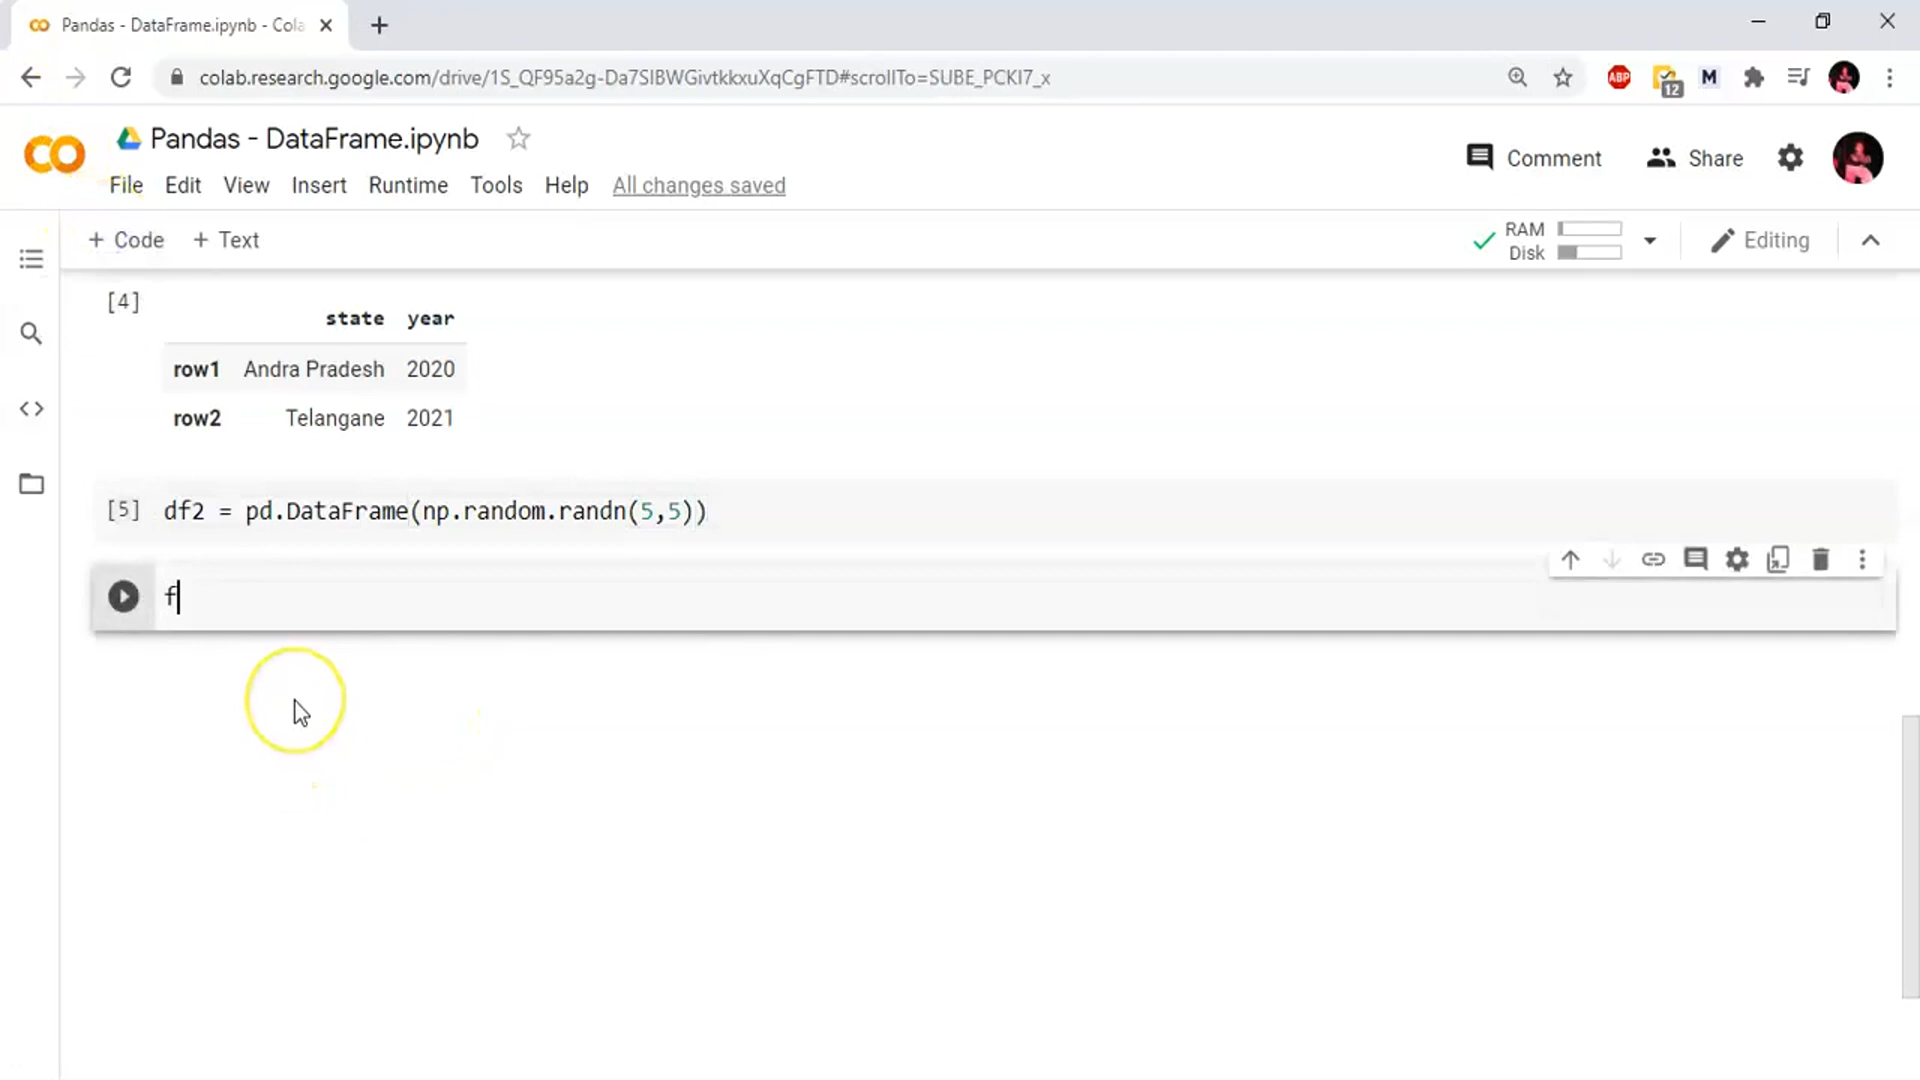 Pandas - DataFrame.ipynb - Cola
colab.research.google.com/drive/1S_QF95a2g-Da7SIBWGivtkkxuXqCgFTD#scrollTo=SUBE_PCKI7_x
ABP
12
M
CO
Pandas - DataFrame.ipynb
Comment
Share
File Edit View Insert Runtime Tools Help All changes saved
+ Code + Text
RAM
Disk
Editing
[4]
state year
row1 Andra Pradesh 2020
row2 Telangane 2021
[5] df2 = pd.DataFrame(np.random.randn(5,5))
f